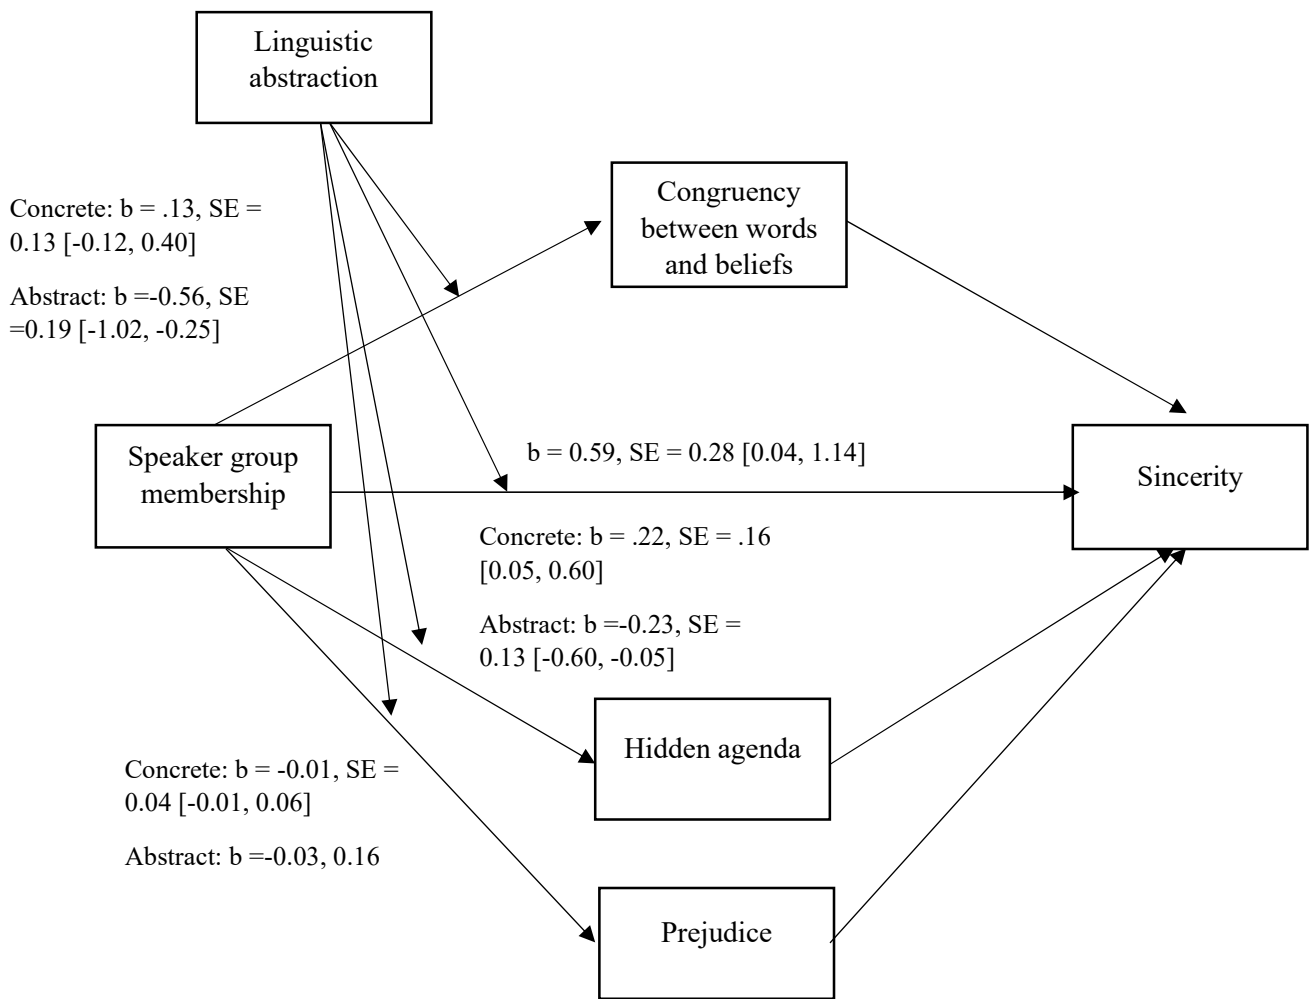 Linguistic
abstraction
Congruency
between words
and beliefs
Concrete: b = .13, SE =
0.13 [-0.12, 0.40]
Abstract: b =-0.56, SE
=0.19 [-1.02, -0.25]
Speaker group
membership
b = 0.59, SE = 0.28 [0.04, 1.14]
Sincerity
Concrete: b = .22, SE = .16
[0.05, 0.60]
Abstract: b =-0.23, SE =
0.13 [-0.60, -0.05]
Hidden agenda
Concrete: b = -0.01, SE =
0.04 [-0.01, 0.06]
Abstract: b =-0.03, 0.16
Prejudice